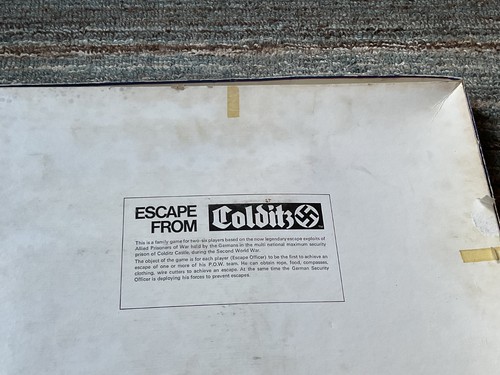 ESCAPE
FROM Colditz
This is a family game for two-six players based on the now legendary escape exploits of
Allied Prisoners of War held by the Germans in the multi national maximum security
prison of Colditz Castle, during the Second World War.
The object of the game is for each player (Escape Officer) to be the first to achieve an
escape of one or more of his P.O.W. team. He can obtain rope, food, compasses,
clothing, wire cutters to achieve an escape. At the same time the German Security
Officer is deploying his forces to prevent escapes.